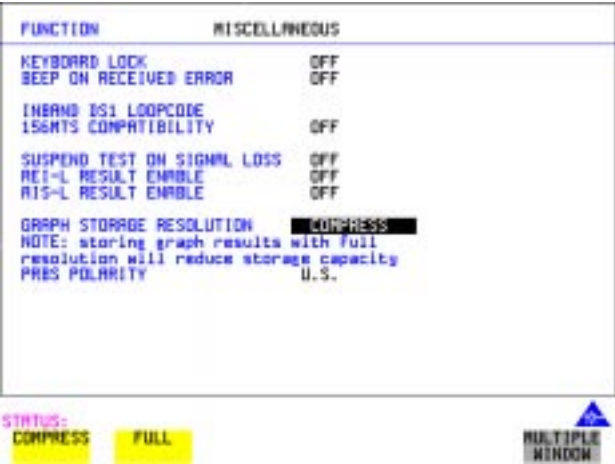 FUNCTION MISCELLANEOUS
KEYBOARD LOCK OFF
BEEP ON RECEIVED ERROR OFF
INBAND DS1 LOOPCODE
156MTS COMPATIBILITY OFF
SUSPEND TEST ON SIGNAL LOSS OFF
REI-L RESULT ENABLE OFF
AIS-L RESULT ENABLE OFF
GRAPH STORAGE RESOLUTION COMPRESS
NOTE: storing graph results with full
resolution will reduce storage capacity
PRBS POLARITY U.S.
STATUS:
COMPRESS FULL MULTIPLE
WINDOW